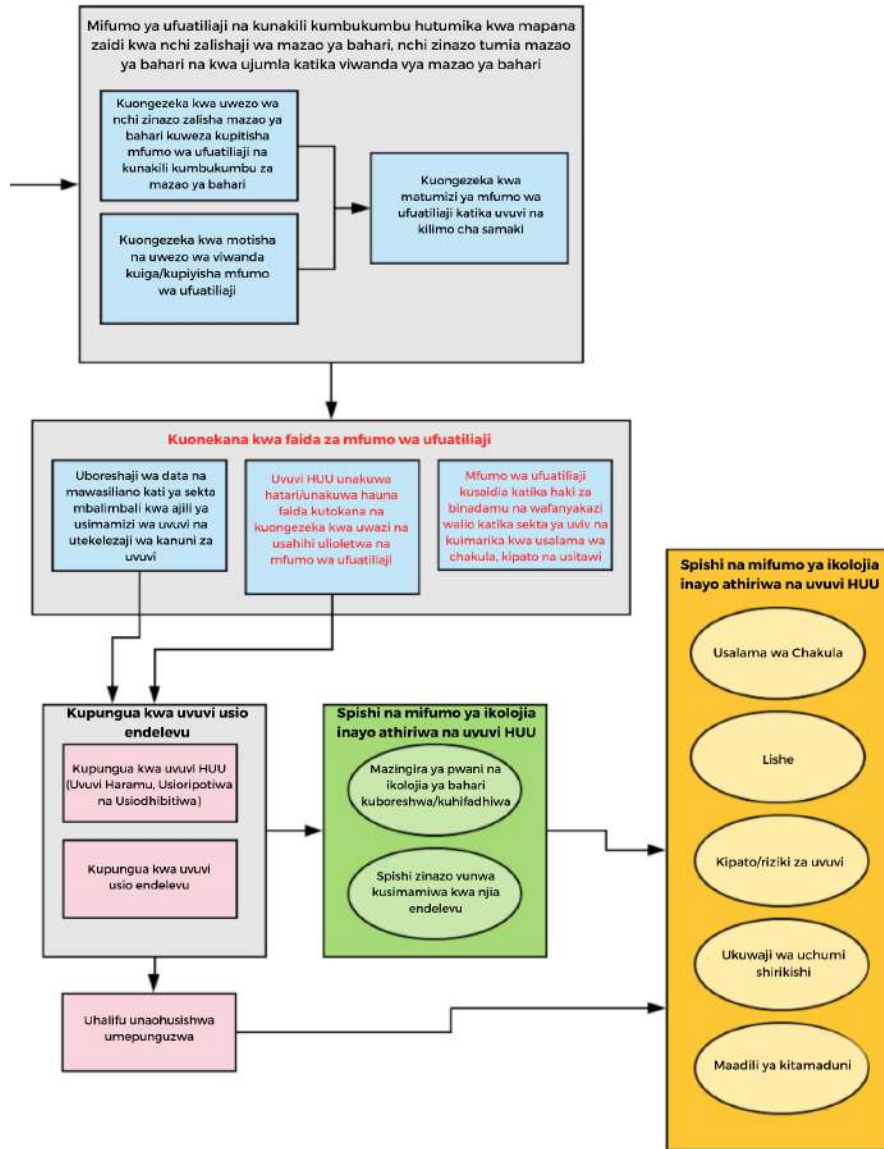 Mifumo ya ufuatiliaji na kunakili kumbukumbu hutumika kwa mapana
zaidi kwa nchi zalishaji wa mazao ya bahari, nchi zinazo tumia mazao
ya bahari na kwa ujumla katika viwanda vya mazao ya bahari
Kuongezeka kwa uwezo wa
nchi zinazo zalisha mazao ya
bahari kuweza kupitisha
mfumo wa ufuatiliaji na
kunakili kumbukumbu za
mazao ya bahari
Kuongezeka kwa motisha
na uwezo wa viwanda
kuiga/kupiyisha mfumo
wa ufuatiliaji
Kuongezeka kwa
matumizi ya mfumo wa
ufuatiliaji katika uvuvi na
kilimo cha samaki
Kuonekana kwa faida za mfumo wa ufuatiliaji
Uboreshaji wa data na
mawasiliano kati ya sekta
mbalimbali kwa ajili ya
usimamizi wa uvuvi na
utekelezaji wa kanuni za
uvuvi
Uvuvi HUU unakuwa
hatari/unakuwa hauna
faida kutokana na
kuongezeka kwa uwazi na
usahihi ulioletwa na
mfumo wa ufuatiliaji
Mfumo wa ufuatiliaji
kusaidia katika haki za
binadamu na wafanyakazi
walio katika sekta ya uviv na
kuimarika kwa usalama wa
chakula, kipato na usitawi
Kupungua kwa uvuvi usio
endelevu
Kupungua kwa uvuvi HUU
(Uvuvi Haramu, Usioripotiwa
na Usiodhibitiwa)
Kupungua kwa uvuvi
usio endelevu
Uhalifu unaohusishwa
umepunguzwa
Spishi na mifumo ya ikolojia
inayo athiriwa na uvuvi HUU
Mazingira ya pwani na
ikolojia ya bahari
kuboreshwa/kuhifadhiwa
Spishi zinazo vunwa
kusimamiwa kwa njia
endelevu
Spishi na mifumo ya ikolojia
inayo athiriwa na uvuvi HUU
Usalama wa Chakula
Lishe
Kipato/riziki za uvuvi
Ukuwaji wa uchumi
shirikishi
Maadili ya kitamaduni